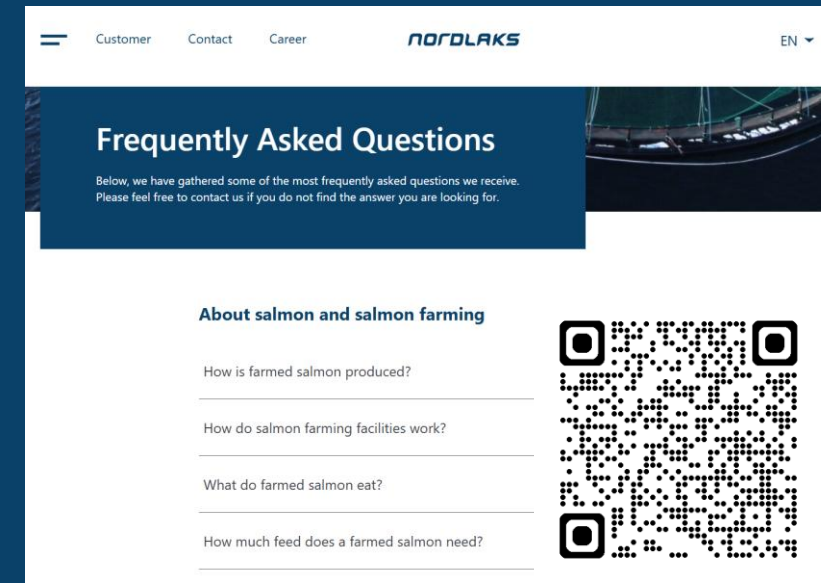 Customer Contact Career NORDLAKS EN
Frequently Asked Questions
Below, we have gathered some of the most frequently asked questions we receive.
Please feel free to contact us if you do not find the answer you are looking for.
About salmon and salmon farming
How is farmed salmon produced?
How do salmon farming facilities work?
What do farmed salmon eat?
How much feed does a farmed salmon need?